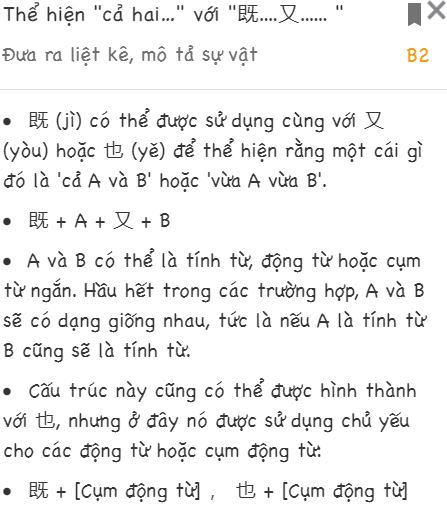 Thể hiện "cả hai..." với "既....又...... "
Đưa ra liệt kê, mô tả sự vật B2
• 既 (jì) có thể được sử dụng cùng với 又
(yòu) hoặc 也 (yě) để thể hiện rằng một cái gì
đó là 'cả A và B' hoặc 'vừa A vừa B'.
• 既 + A + 又 + B
• A và B có thể là tính từ, động từ hoặc cụm
từ ngắn. Hầu hết trong các trường hợp, A và B
sẽ có dạng giống nhau, tức là nếu A là tính từ
B cũng sẽ là tính từ.
• Cấu trúc này cũng có thể được hình thành
với 也, nhưng ở đây nó được sử dụng chủ yếu
cho các động từ hoặc cụm động từ:
• 既 + [Cụm động từ] ， 也 + [Cụm động từ]